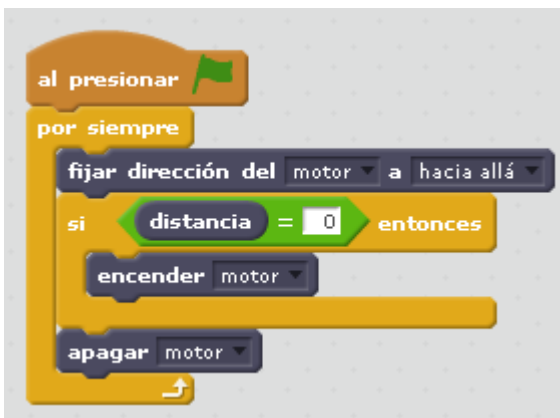 al presionar
por siempre
fijar dirección del motor a hacia allá
si distancia = 0 entonces
encender motor
apagar motor